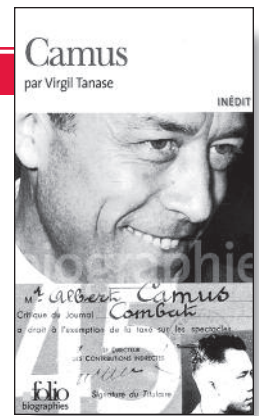 Camus
par Virgil Tanase
INÉDIT
biographie
Mr Albert Camus
Critique du Journal Combat
a droit à l'exemption de la taxe sur les spectacles.
LE DIRECTEUR
DES CONTRIBUTIONS INDIRECTES
Signature du Titulaire
folio
biographies